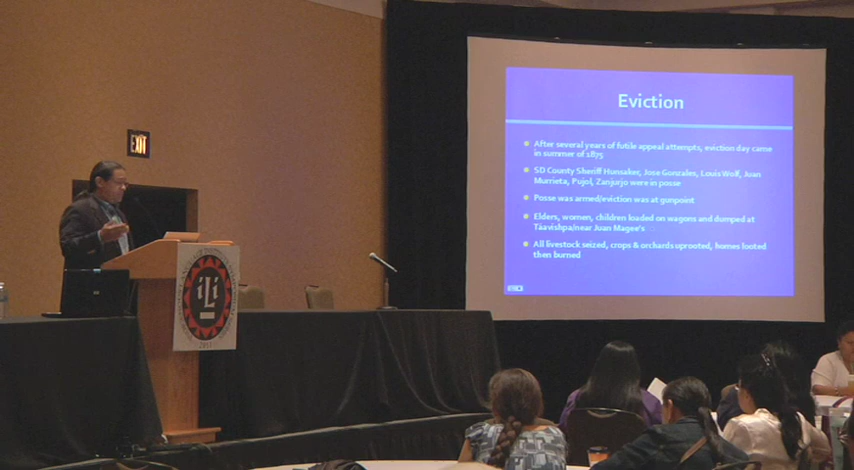 EXIT
Eviction
After several years of futile appeal attempts, eviction day came
in summer of 1875
SD County Sheriff Hunsaker, Jose Gonzales, Louis Wolf, Juan
Murrieta, Pujol, Zanjurjo were in posse
Posse was armed/eviction was at gunpoint
Elders, women, children loaded on wagons and dumped at
Táavishpa/near Juan Magee's
All livestock seized, crops & orchards uprooted, homes looted
then burned
iLi